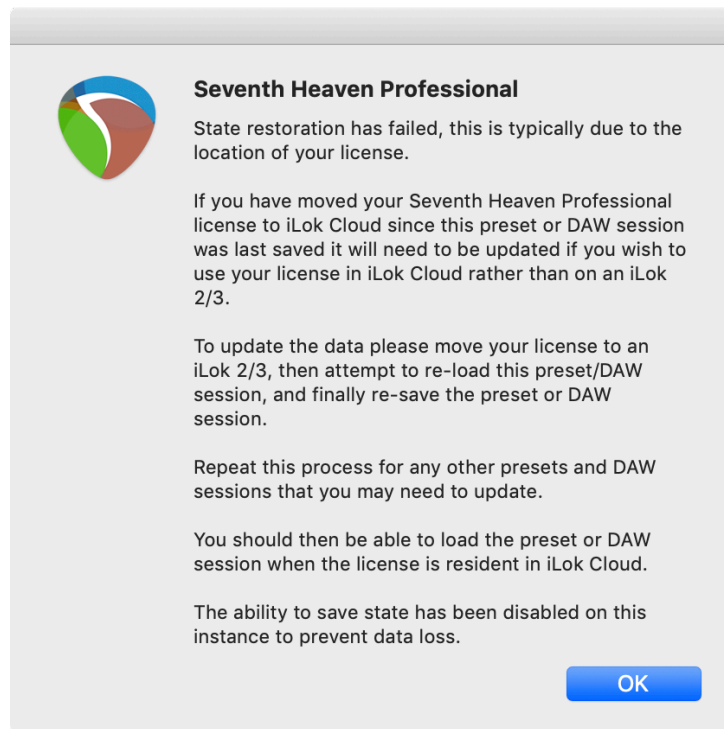 Seventh Heaven Professional
State restoration has failed, this is typically due to the
location of your license.
If you have moved your Seventh Heaven Professional
license to iLok Cloud since this preset or DAW session
was last saved it will need to be updated if you wish to
use your license in iLok Cloud rather than on an iLok
2/3.
To update the data please move your license to an
iLok 2/3, then attempt to re-load this preset/DAW
session, and finally re-save the preset or DAW
session.
Repeat this process for any other presets and DAW
sessions that you may need to update.
You should then be able to load the preset or DAW
session when the license is resident in iLok Cloud.
The ability to save state has been disabled on this
instance to prevent data loss.
OK